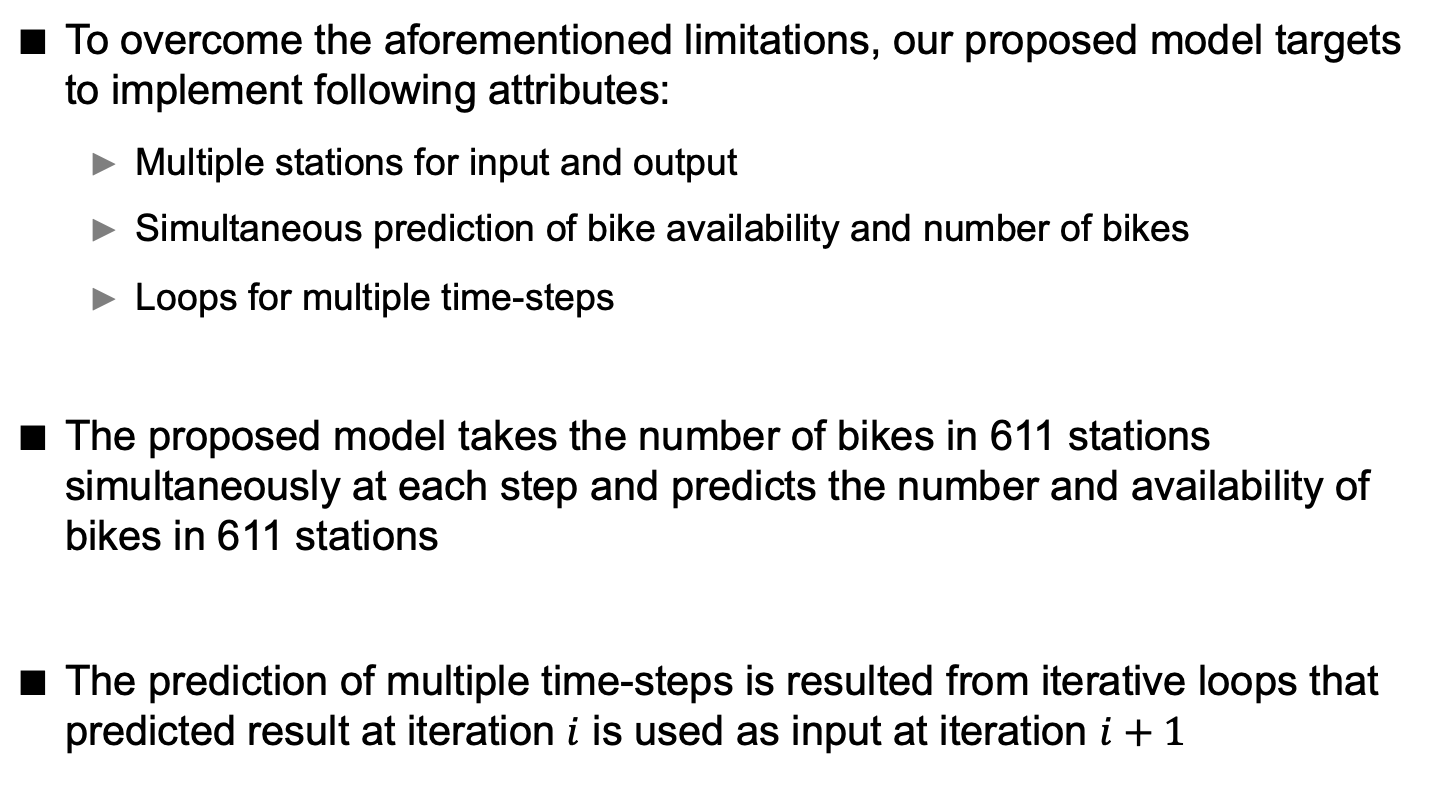 ■ To overcome the aforementioned limitations, our proposed model targets
to implement following attributes:
► Multiple stations for input and output
► Simultaneous prediction of bike availability and number of bikes
► Loops for multiple time-steps
■ The proposed model takes the number of bikes in 611 stations
simultaneously at each step and predicts the number and availability of
bikes in 611 stations
■ The prediction of multiple time-steps is resulted from iterative loops that
predicted result at iteration i is used as input at iteration i + 1